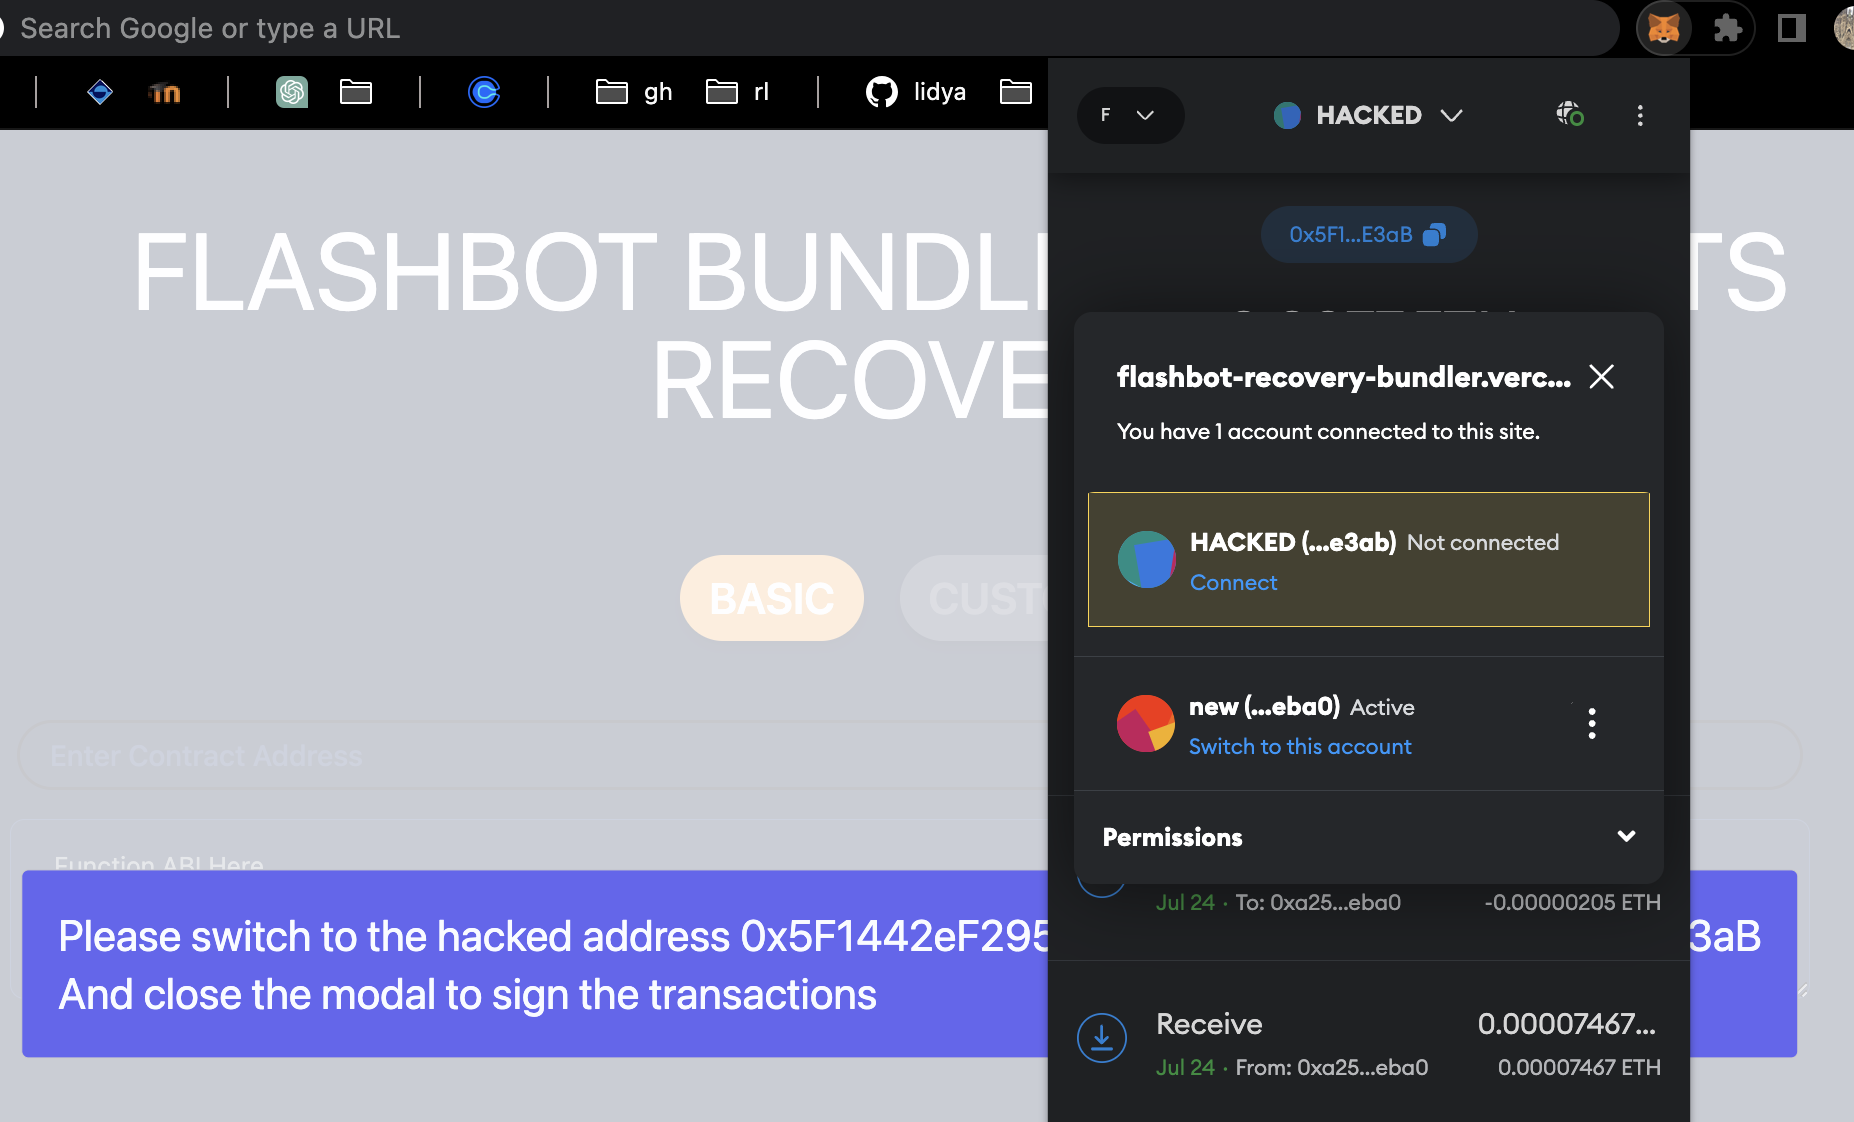 Search Google or type a URL
gh
rl
lidya
F
HACKED
0x5F1...E3aB
FLASHBOT BUNDL
TS
RECOVE
flashbot-recovery-bundler.verc...
You have 1 account connected to this site.
HACKED (...e3ab) Not connected
Connect
BASIC
CUST
new (...eba0) Active
Switch to this account
Enter Contract Address
Permissions
Function ABI Here
Jul 24 · To: 0xa25...eba0
-0.00000205 ETH
Please switch to the hacked address 0x5F1442eF295
3aB
And close the modal to sign the transactions
Receive
0.00007467...
Jul 24 · From: 0xa25...eba0
0.00007467 ETH